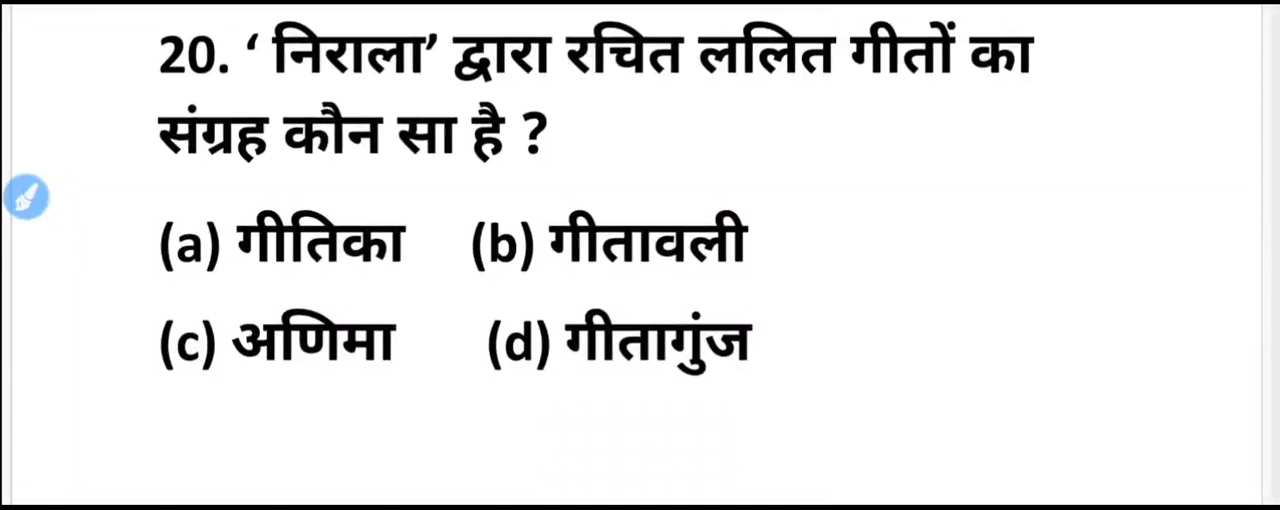 20. ‘ निराला’ द्वारा रचित ललित गीतों का
संग्रह कौन सा है ?
(a) गीतिका (b) गीतावली
(c) अणिमा (d) गीतागुंज